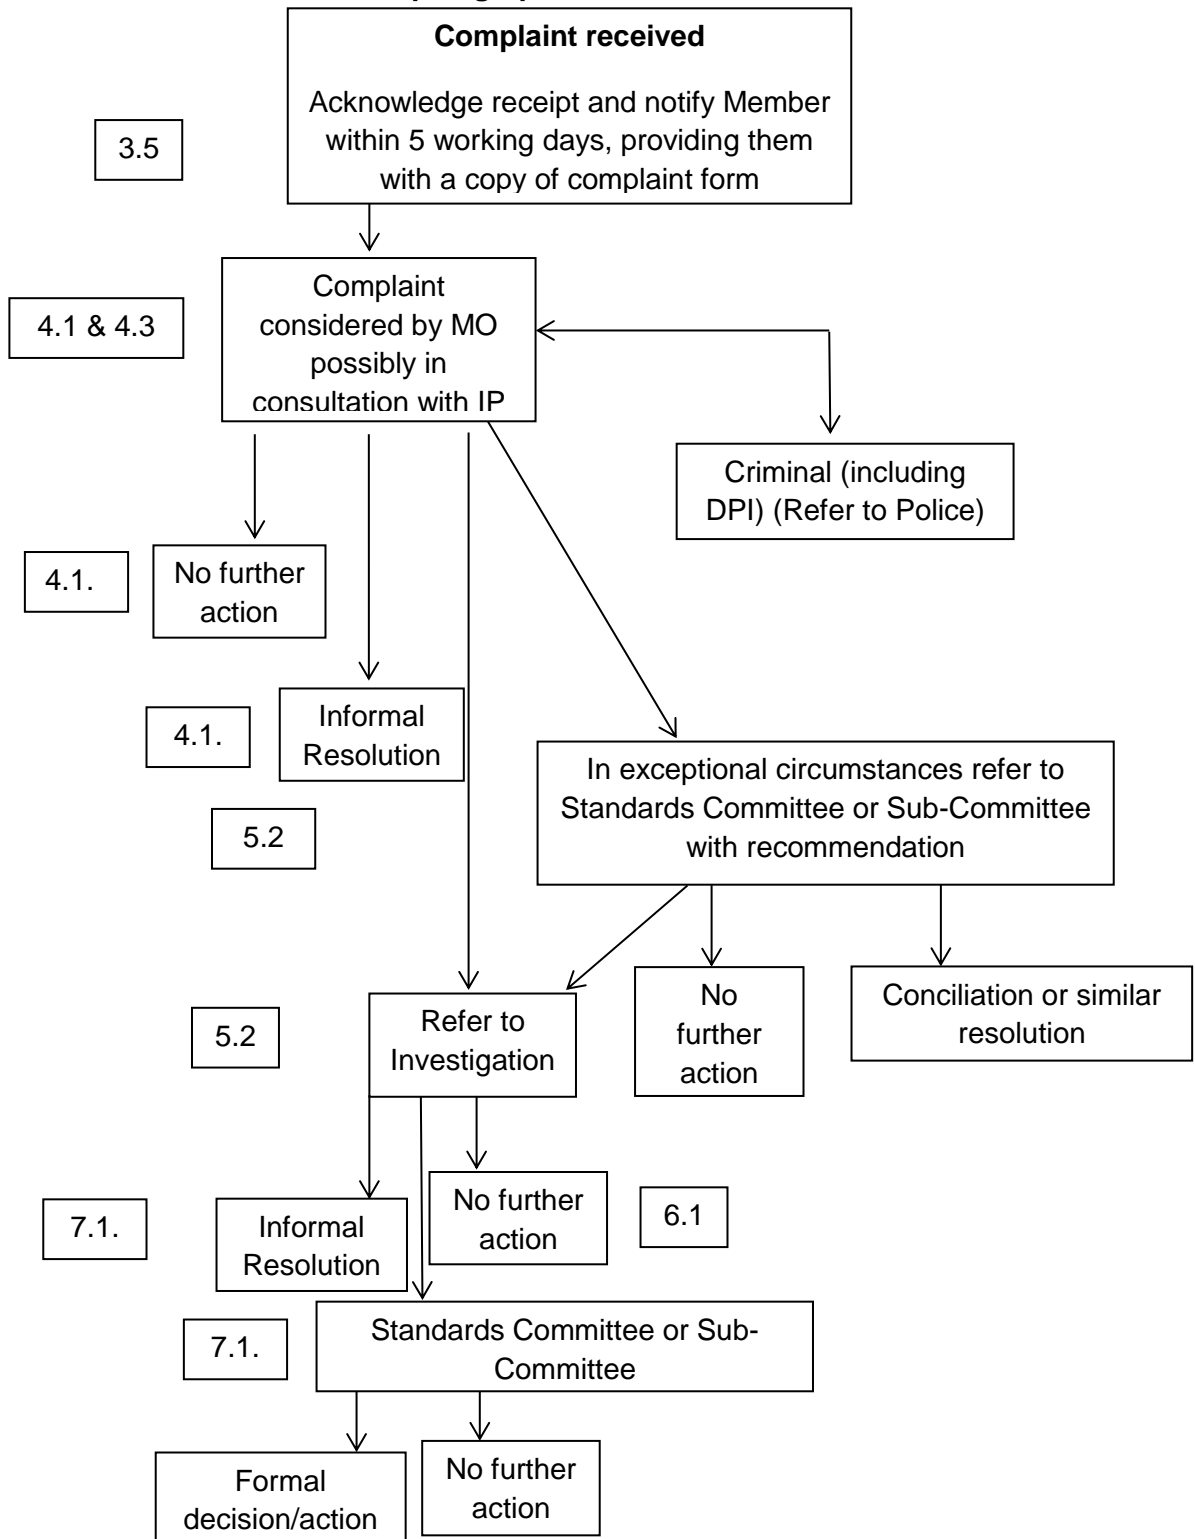 Complaint received
Acknowledge receipt and notify Member
within 5 working days, providing them
with a copy of complaint form
3.5
Complaint
considered by MO
possibly in
consultation with IP
4.1 & 4.3
Criminal (including
DPI) (Refer to Police)
4.1.
No further
action
4.1.
Informal
Resolution
In exceptional circumstances refer to
Standards Committee or Sub-Committee
with recommendation
5.2
5.2
Refer to
Investigation
No
further
action
Conciliation or similar
resolution
7.1.
Informal
Resolution
No further
action
6.1
7.1.
Standards Committee or Sub-
Committee
Formal
decision/action
No further
action